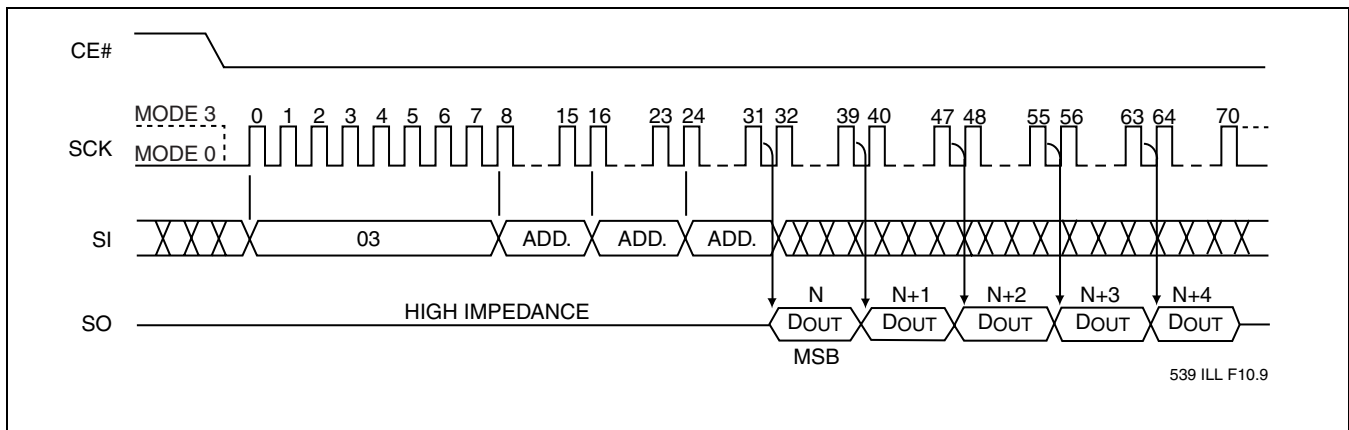 CE#
MODE 3
0 1 2 3 4 5 6 7 8 15 16 23 24 31 32 39 40 47 48 55 56 63 64 70
SCK
MODE 0
SI
03 ADD. ADD. ADD.
N N+1 N+2 N+3 N+4
SO
HIGH IMPEDANCE
DOUT DOUT DOUT DOUT DOUT
MSB
539 ILL F10.9